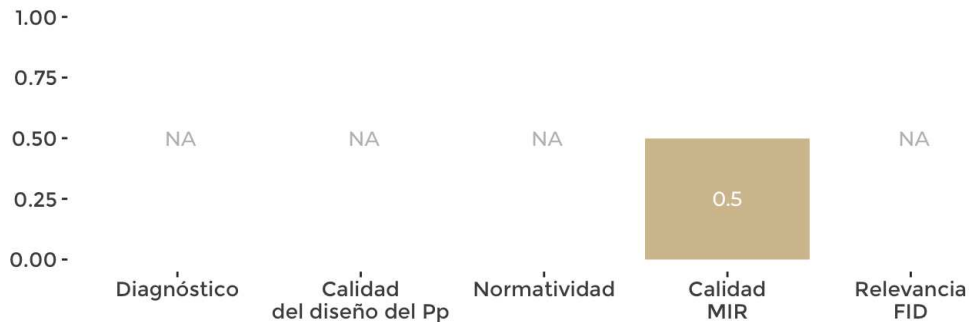 1.00
0.75
0.50
NA
NA
NA
NA
0.25
0.5
0.00
Diagnóstico
Calidad
del diseño del Pp
Normatividad
Calidad
MIR
Relevancia
FID